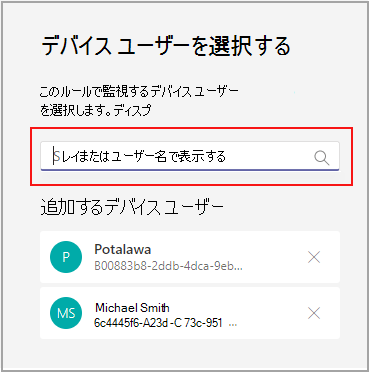 デバイス ユーザーを選択する
このルールで監視するデバイス ユーザー
を選択します。ディスプ
Sレイまたはユーザー名で表示する
追加するデバイス ユーザー
P
Potalawa
B00883b8-2ddb-4dca-9eb...
MS
Michael Smith
6c4445f6-A23d -C 73c-951 ...